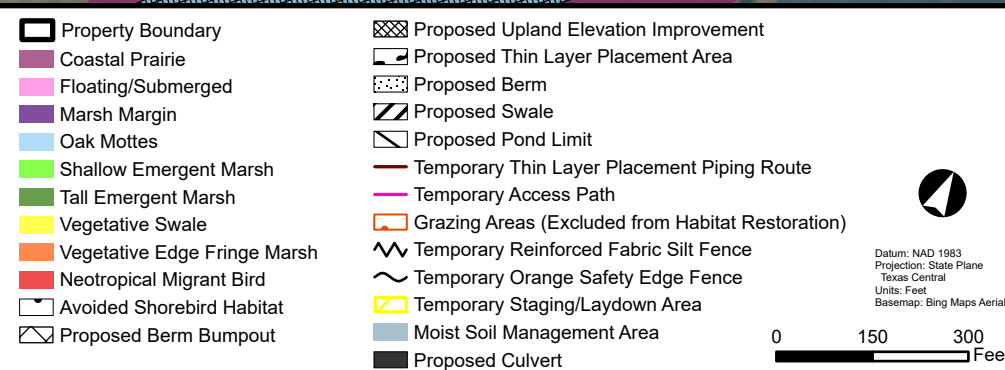 Property Boundary
Coastal Prairie
Floating/Submerged
Marsh Margin
Oak Mottes
Shallow Emergent Marsh
Tall Emergent Marsh
Vegetative Swale
Vegetative Edge Fringe Marsh
Neotropical Migrant Bird
Avoided Shorebird Habitat
Proposed Berm Bumpout
Proposed Upland Elevation Improvement
Proposed Thin Layer Placement Area
Proposed Berm
Proposed Swale
Proposed Pond Limit
Temporary Thin Layer Placement Piping Route
Temporary Access Path
Grazing Areas (Excluded from Habitat Restoration)
Temporary Reinforced Fabric Silt Fence
Temporary Orange Safety Edge Fence
Temporary Staging/Laydown Area
Moist Soil Management Area
Proposed Culvert
Datum: NAD 1983
Projection: State Plane
Texas Central
Units: Feet
Basemap: Bing Maps Aerial
0 150 300
Fee